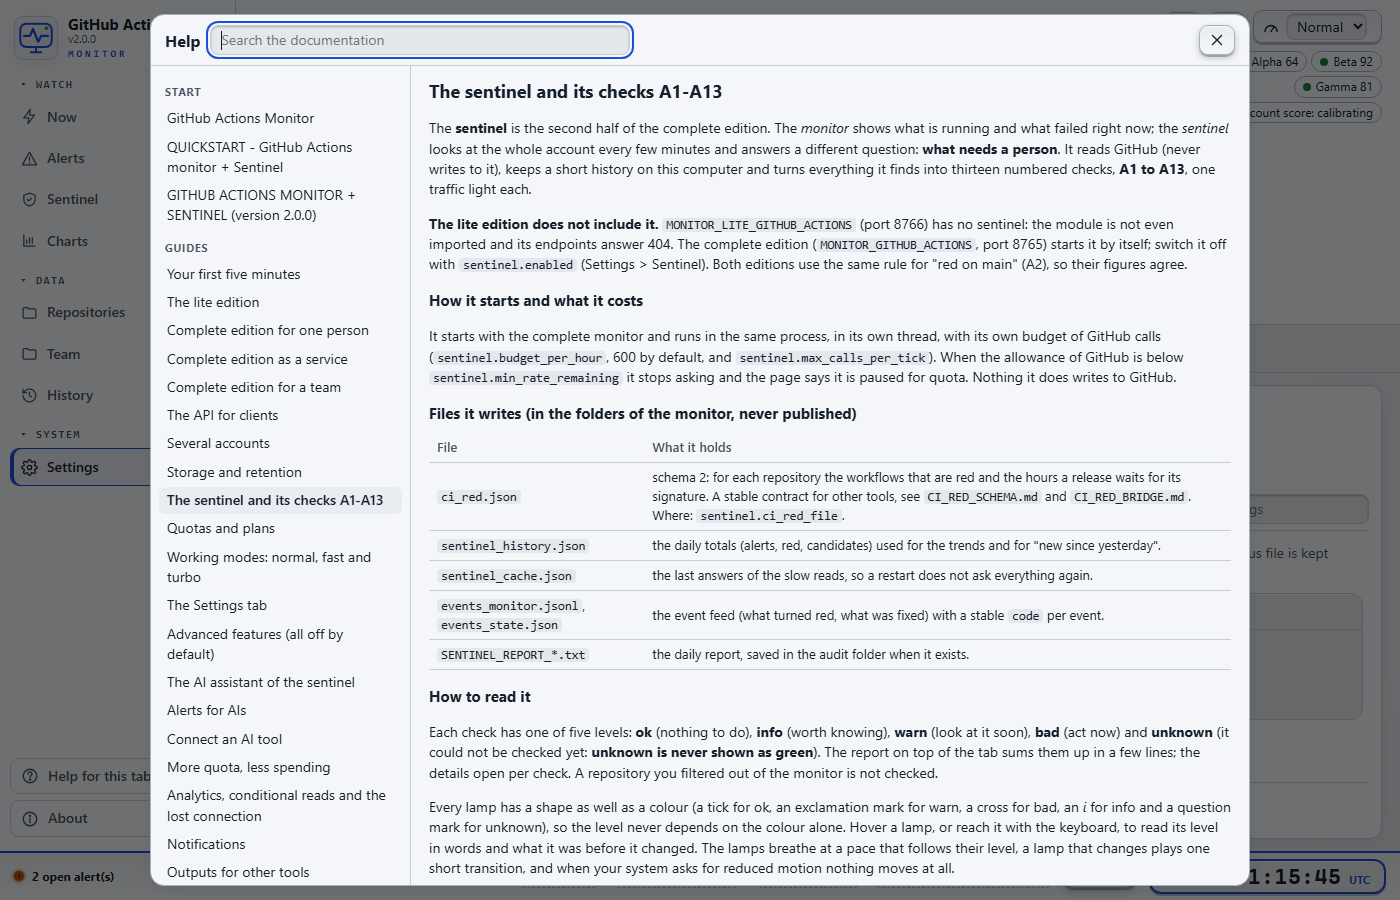 GitHub Acti
v2.0.0
MONITOR
WATCH
Now
Alerts
Sentinel
Charts
DATA
Repositories
Team
History
SYSTEM
Settings
Help for this tab
About
2 open alert(s)
Help
Search the documentation
START
GitHub Actions Monitor
QUICKSTART - GitHub Actions
monitor + Sentinel
GITHUB ACTIONS MONITOR +
SENTINEL (version 2.0.0)
GUIDES
Your first five minutes
The lite edition
Complete edition for one person
Complete edition as a service
Complete edition for a team
The API for clients
Several accounts
Storage and retention
The sentinel and its checks A1-A13
Quotas and plans
Working modes: normal, fast and
turbo
The Settings tab
Advanced features (all off by
default)
The AI assistant of the sentinel
Alerts for AIs
Connect an AI tool
More quota, less spending
Analytics, conditional reads and the
lost connection
Notifications
Outputs for other tools
The sentinel and its checks A1-A13
The sentinel is the second half of the complete edition. The monitor shows what is running and what failed right now; the sentinel
looks at the whole account every few minutes and answers a different question: what needs a person. It reads GitHub (never
writes to it), keeps a short history on this computer and turns everything it finds into thirteen numbered checks, A1 to A13, one
traffic light each.
The lite edition does not include it. MONITOR_LITE_GITHUB_ACTIONS (port 8766) has no sentinel: the module is not even
imported and its endpoints answer 404. The complete edition ( MONITOR_GITHUB_ACTIONS, port 8765) starts it by itself; switch it off
with sentinel.enabled (Settings > Sentinel). Both editions use the same rule for "red on main" (A2), so their figures agree.
How it starts and what it costs
It starts with the complete monitor and runs in the same process, in its own thread, with its own budget of GitHub calls
( sentinel.budget_per_hour, 600 by default, and sentinel.max_calls_per_tick ). When the allowance of GitHub is below
sentinel.min_rate_remaining it stops asking and the page says it is paused for quota. Nothing it does writes to GitHub.
Files it writes (in the folders of the monitor, never published)
File What it holds
ci_red.json
schema 2: for each repository the workflows that are red and the hours a release waits for its
signature. A stable contract for other tools, see CI_RED_SCHEMA.md and CI_RED_BRIDGE.md.
Where: sentinel.ci_red_file.
sentinel_history.json the daily totals (alerts, red, candidates) used for the trends and for "new since yesterday".
sentinel_cache.json the last answers of the slow reads, so a restart does not ask everything again.
events_monitor.jsonl,
events_state.json
the event feed (what turned red, what was fixed) with a stable code per event.
SENTINEL_REPORT_*.txt the daily report, saved in the audit folder when it exists.
How to read it
Each check has one of five levels: ok (nothing to do), info (worth knowing), warn (look at it soon), bad (act now) and unknown (it
could not be checked yet: unknown is never shown as green). The report on top of the tab sums them up in a few lines; the
details open per check. A repository you filtered out of the monitor is not checked.
Every lamp has a shape as well as a colour (a tick for ok, an exclamation mark for warn, a cross for bad, an i for info and a question
mark for unknown), so the level never depends on the colour alone. Hover a lamp, or reach it with the keyboard, to read its level
in words and what it was before it changed. The lamps breathe at a pace that follows their level, a lamp that changes plays one
short transition, and when your system asks for reduced motion nothing moves at all.
Normal
Alpha 64
Beta 92
Gamma 81
count score: calibrating
gs
us file is kept
1:15:45 UTC